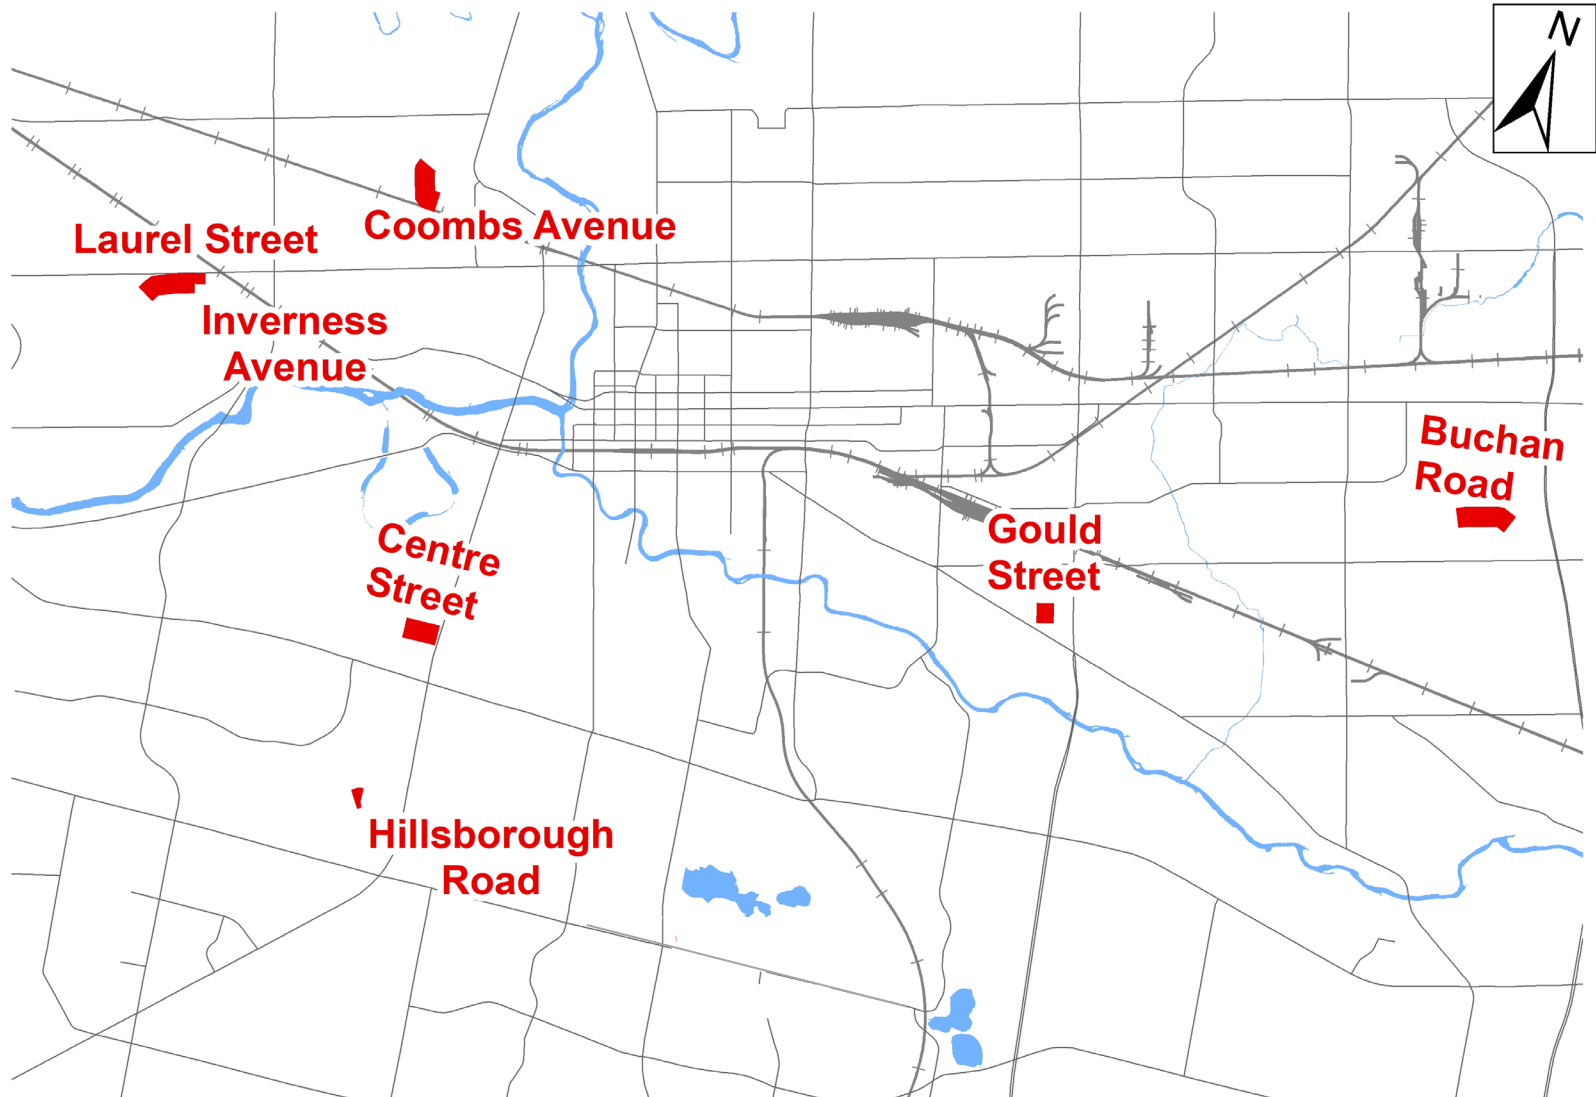 N
Coombs Avenue
Laurel Street
Inverness
Avenue
Buchan
Road
Gould
Street
Centre
Street
Hillsborough
Road